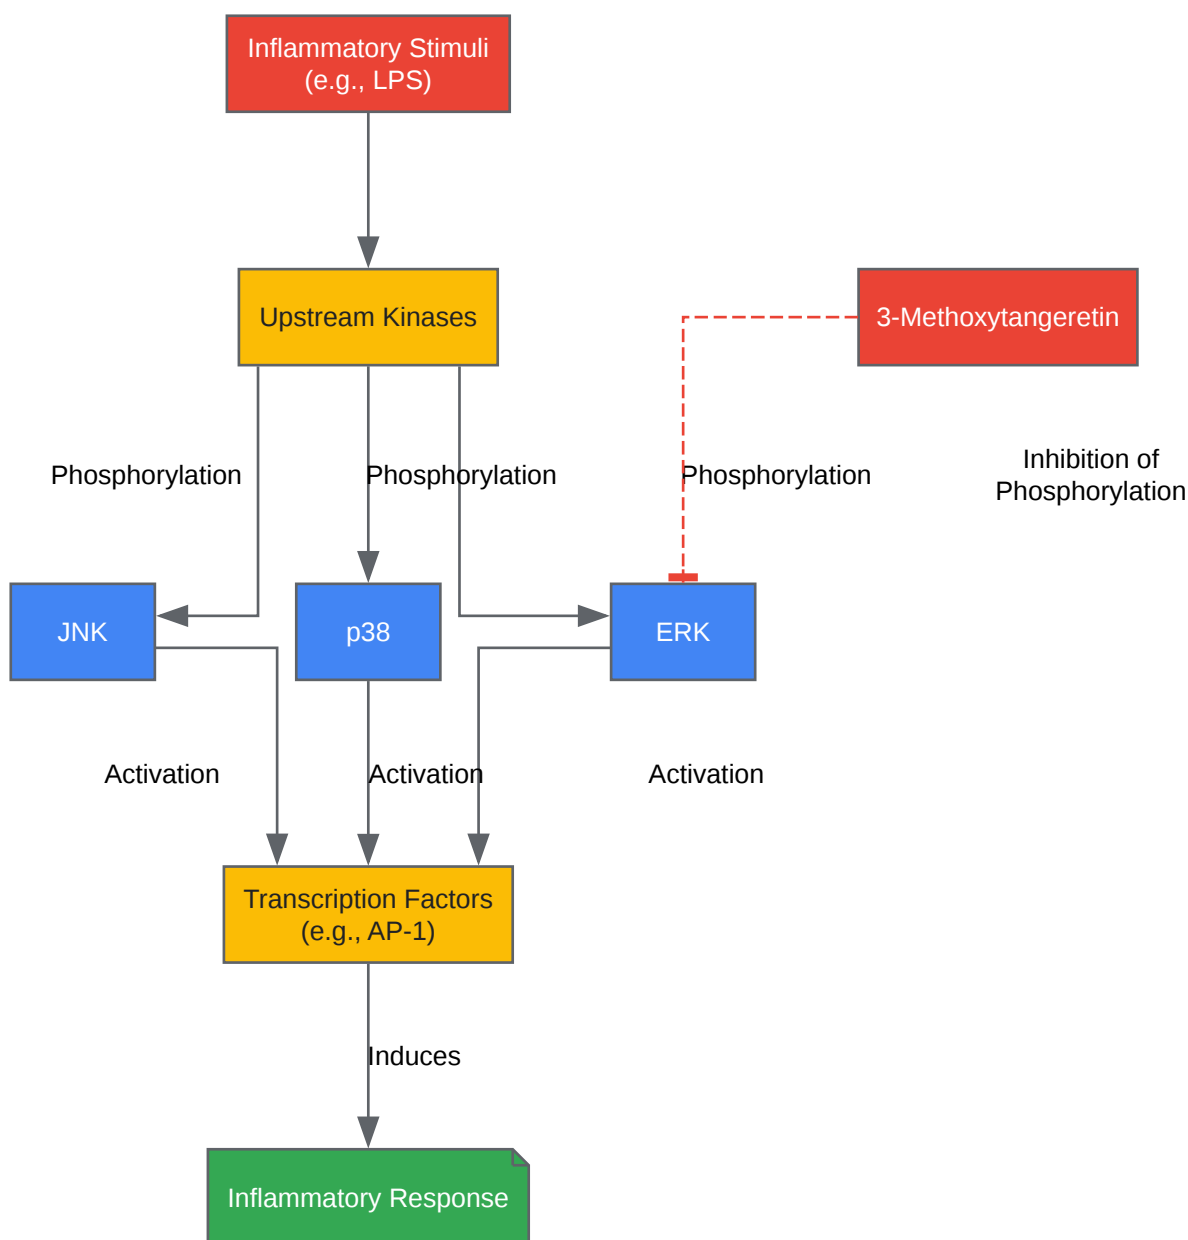 Inflammatory Stimuli
(e.g., LPS)
Upstream Kinases
3-Methoxytangeretin
Phosphorylation
Phosphorylation
Phosphorylation
Inhibition of
Phosphorylation
JNK
p38
ERK
Activation
Activation
Activation
Transcription Factors
(e.g., AP-1)
Induces
Inflammatory Response